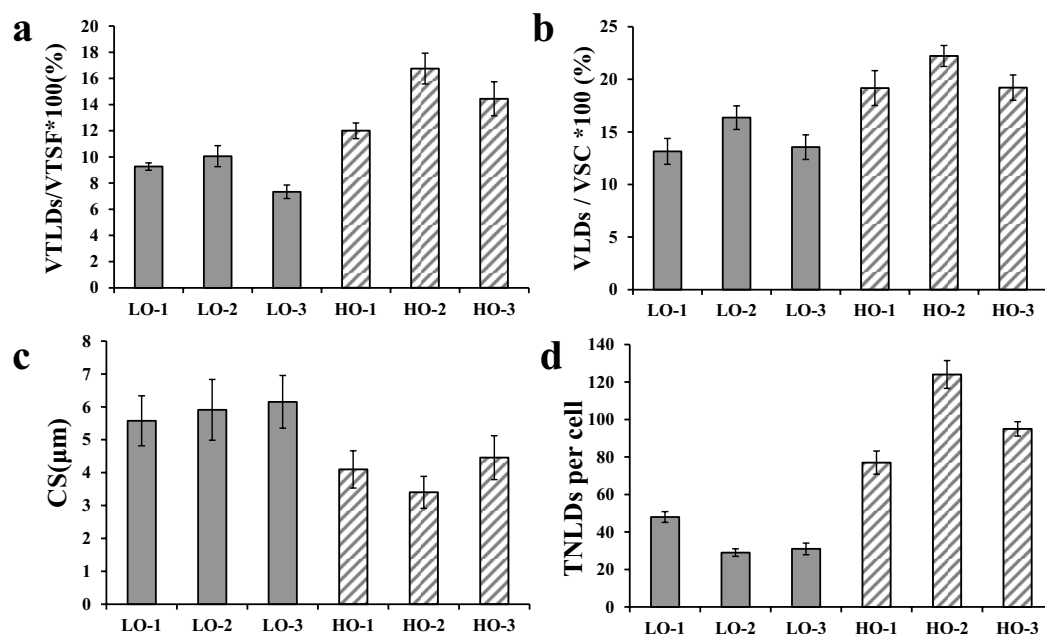 a
VTLDs/VTSF*100(%)
20
18
16
14
12
10
8
6
4
2
0
LO-1 LO-2 LO-3 HO-1 HO-2 HO-3
b
VLDs / VSC *100 (%)
25
20
15
10
5
0
LO-1 LO-2 LO-3 HO-1 HO-2 HO-3
c
CS(μm)
8
7
6
5
4
3
2
1
0
LO-1 LO-2 LO-3 HO-1 HO-2 HO-3
d
TNLDs per cell
140
120
100
80
60
40
20
0
LO-1 LO-2 LO-3 HO-1 HO-2 HO-3